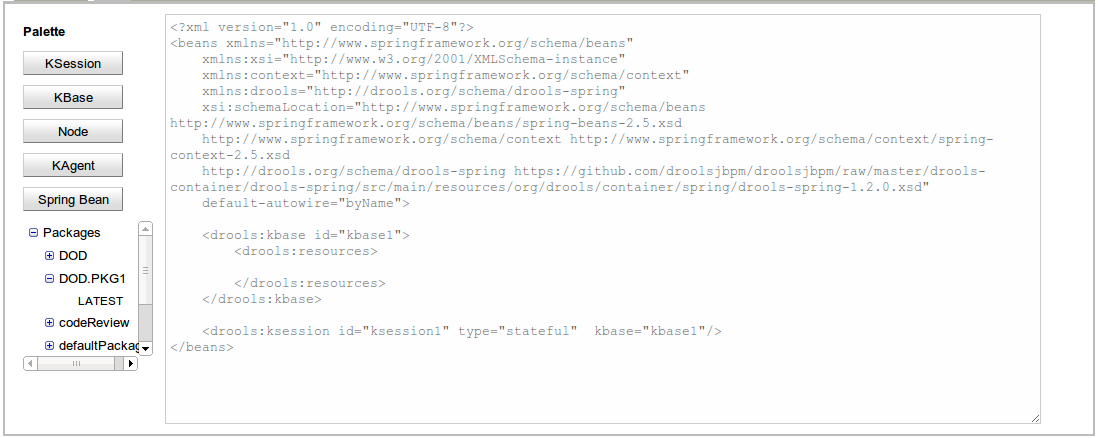 Palette
KSession
KBase
Node
KAgent
Spring Bean
Packages
DOD
DOD.PKG1
LATEST
codeReview
defaultPackag
<?xml version="1.0" encoding="UTF-8"?>
<beans xmlns="http://www.springframework.org/schema/beans"
    xmlns:xsi="http://www.w3.org/2001/XMLSchema-instance"
    xmlns:context="http://www.springframework.org/schema/context"
    xmlns:drools="http://drools.org/schema/drools-spring"
    xsi:schemaLocation="http://www.springframework.org/schema/beans
http://www.springframework.org/schema/beans/spring-beans-2.5.xsd
    http://www.springframework.org/schema/context http://www.springframework.org/schema/context/spring-
context-2.5.xsd
    http://drools.org/schema/drools-spring https://github.com/droolsjbpm/droolsjbpm/raw/master/drools-
container/drools-spring/src/main/resources/org/drools/container/spring/drools-spring-1.2.0.xsd"
    default-autowire="byName">
    <drools:kbase id="kbase1">
        <drools:resources>
        </drools:resources>
    </drools:kbase>
    <drools:ksession id="ksession1" type="stateful"  kbase="kbase1"/>
</beans>